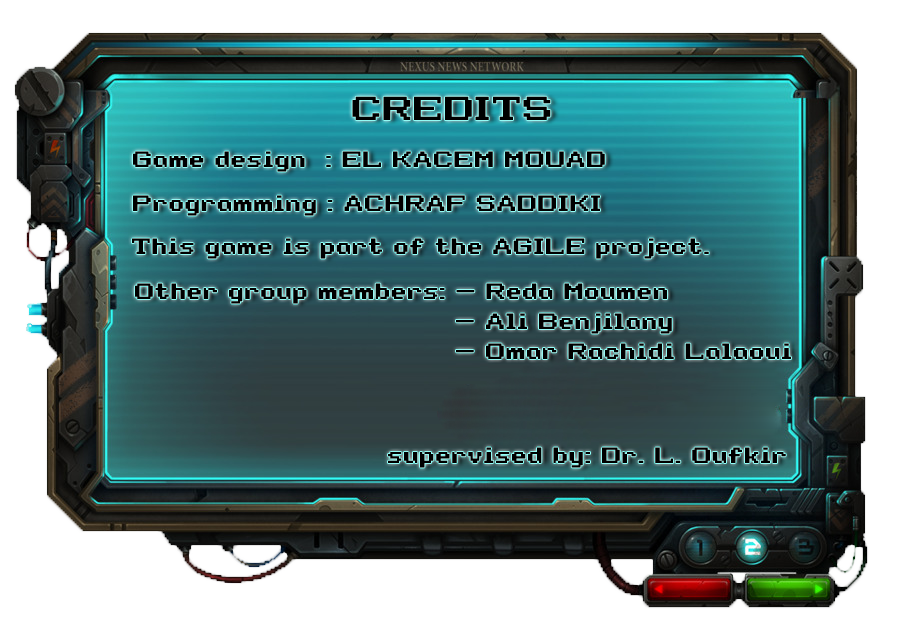 NEXUS NEWS NETWORK
CREDITS
Game design : EL KACEM MOUAD
Programming : ACHRAF SADDIKI
This game is part of the AGILE project.
Other group members: - Reda Moumen
- Ali Benjilany
- Omar Rachidi Lalaoui
supervised by: Dr. L. Oufkir
1 2 3